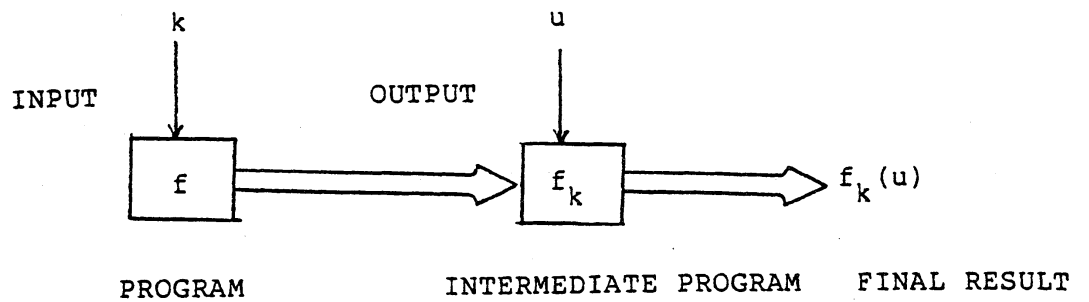 k u
INPUT OUTPUT
f f_k f_k(u)
PROGRAM INTERMEDIATE PROGRAM FINAL RESULT